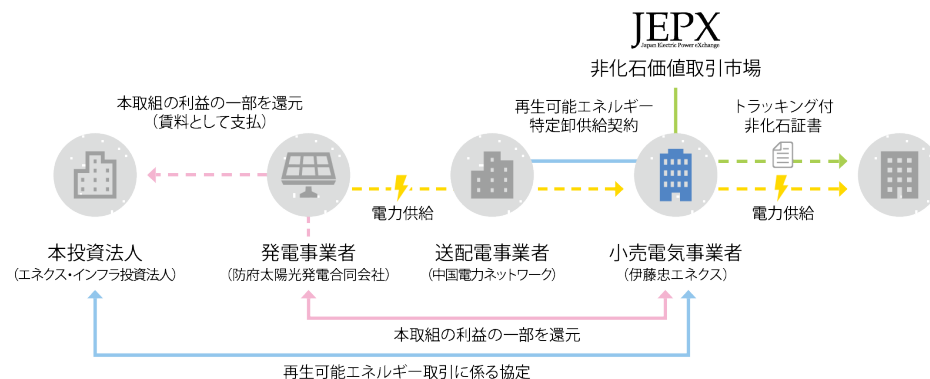 JEPX
Japan Electric Power eXchange
非化石価値取引市場
本取組の利益の一部を還元
(賃料として支払)
再生可能エネルギー
特定卸供給契約
トラッキング付
非化石証書
電力供給
電力供給
本投資法人
(エネクス・インフラ投資法人)
発電事業者
(防府太陽光発電合同会社)
送配電事業者
(中国電力ネットワーク)
小売電気事業者
(伊藤忠エネクス)
本取組の利益の一部を還元
再生可能エネルギー取引に係る協定